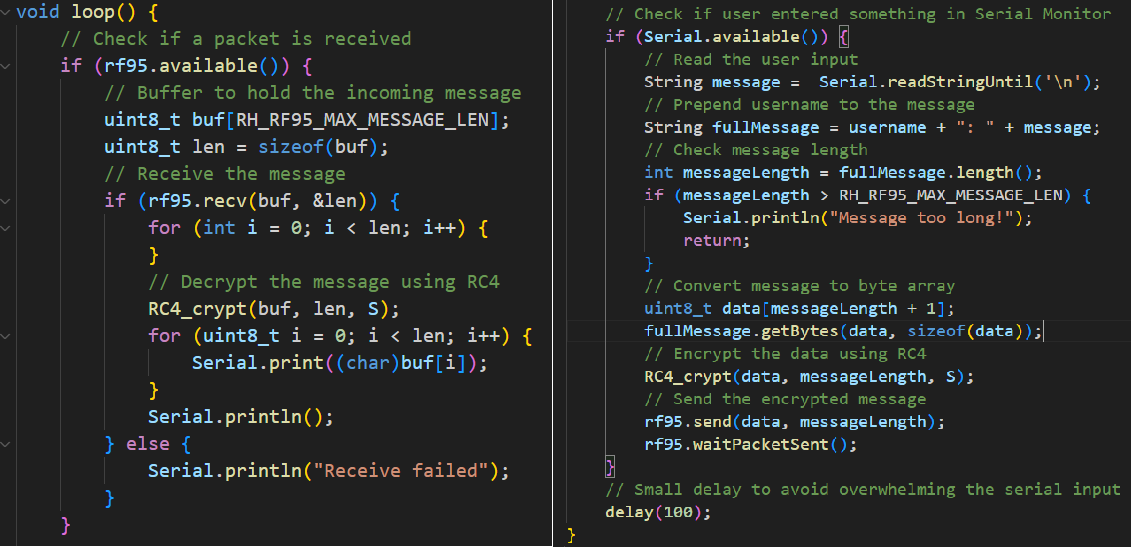 void loop() {
    // Check if a packet is received
    if (rf95.available()) {
        // Buffer to hold the incoming message
        uint8_t buf[RH_RF95_MAX_MESSAGE_LEN];
        uint8_t len = sizeof(buf);
        // Receive the message
        if (rf95.recv(buf, &len)) {
            for (int i = 0; i < len; i++) {
            }
            // Decrypt the message using RC4
            RC4_crypt(buf, len, S);
            for (uint8_t i = 0; i < len; i++) {
                Serial.print((char)buf[i]);
            }
            Serial.println();
        } else {
            Serial.println("Receive failed");
        }
    }
    // Check if user entered something in Serial Monitor
    if (Serial.available()) {
        // Read the user input
        String message =  Serial.readStringUntil('\n');
        // Prepend username to the message
        String fullMessage = username + ": " + message;
        // Check message length
        int messageLength = fullMessage.length();
        if (messageLength > RH_RF95_MAX_MESSAGE_LEN) {
            Serial.println("Message too long!");
            return;
        }
        // Convert message to byte array
        uint8_t data[messageLength + 1];
        fullMessage.getBytes(data, sizeof(data));
        // Encrypt the data using RC4
        RC4_crypt(data, messageLength, S);
        // Send the encrypted message
        rf95.send(data, messageLength);
        rf95.waitPacketSent();
    }
    // Small delay to avoid overwhelming the serial input
    delay(100);
}